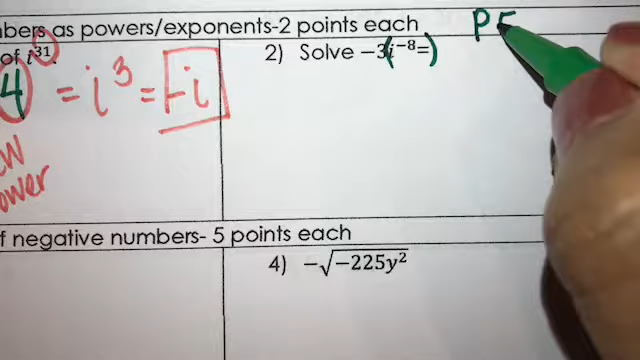 bers as powers/exponents-2 points each
of i³¹.
4 = i³ = -i
ower
2) Solve −3(i⁻⁸=)
PE
f negative numbers- 5 points each
4) −√−225y²